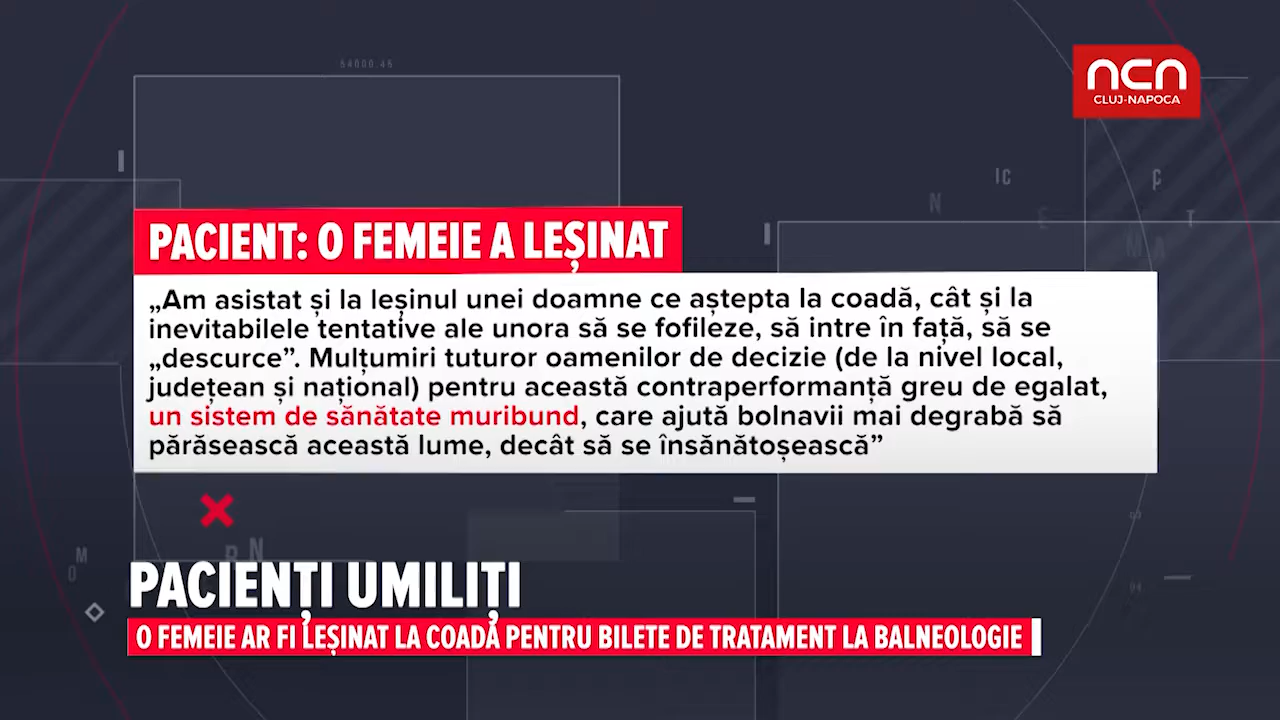 54000.46
ncn
CLUJ-NAPOCA
PACIENT: O FEMEIE A LEȘINAT
„Am asistat și la leșinul unei doamne ce aștepta la coadă, cât și la
inevitabilele tentative ale unora să se fofileze, să intre în față, să se
„descurce”. Mulțumiri tuturor oamenilor de decizie (de la nivel local,
județean și național) pentru această contraperformanță greu de egalat,
un sistem de sănătate muribund, care ajută bolnavii mai degrabă să
părăsească această lume, decât să se însănătoșească”
PACIENȚI UMILIȚI
O FEMEIE AR FI LEȘINAT LA COADĂ PENTRU BILETE DE TRATAMENT LA BALNEOLOGIE